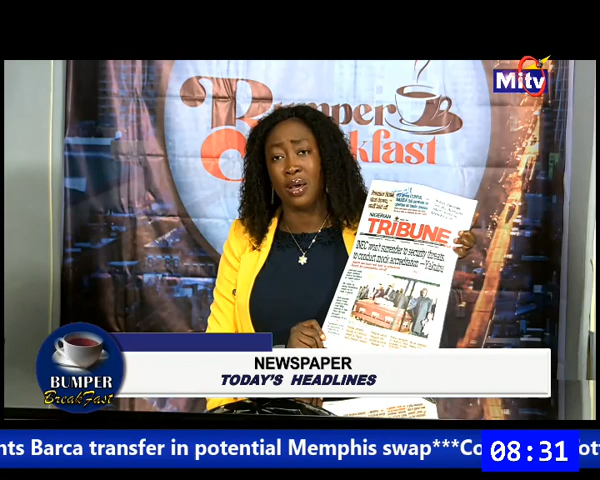 Mitv
Bumper
Breakfast
NIGERIAN
TRIBUNE
INEC won't surrender to security threats,
to conduct mock accreditation —Yakubu
NEWSPAPER
TODAY'S HEADLINES
BUMPER
BreakFast
nts Barca transfer in potential Memphis swap***Co
08:31